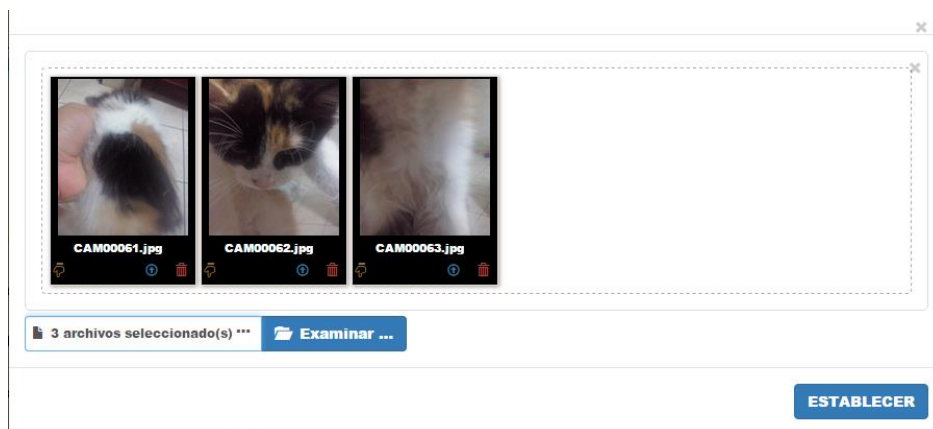 CAM00061.jpg
CAM00062.jpg
CAM00063.jpg
3 archivos seleccionado(s) ...
Examinar ...
ESTABLECER